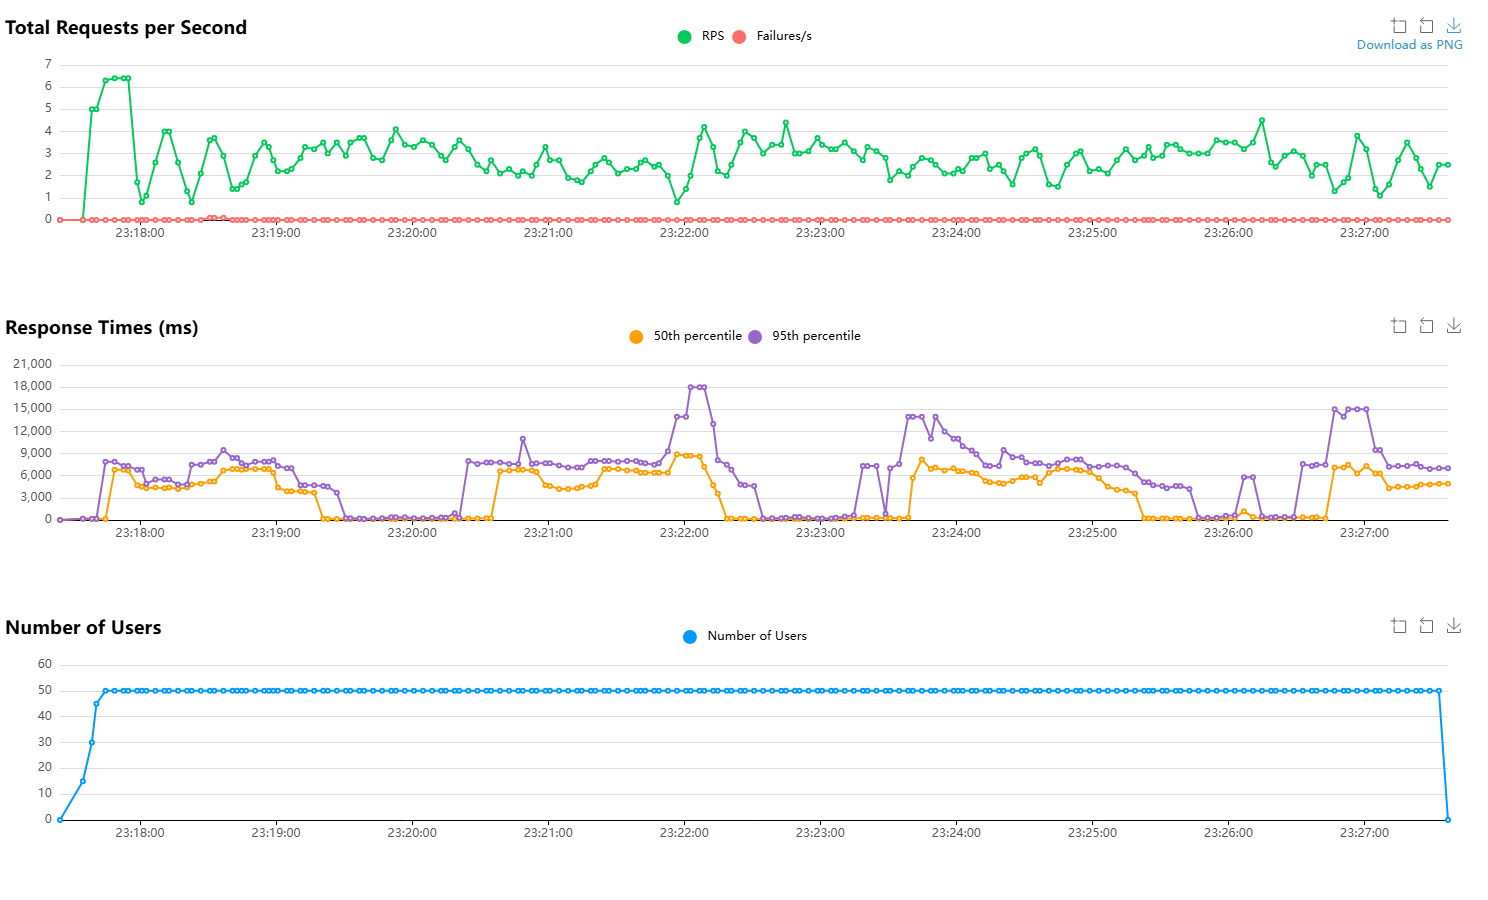 Total Requests per Second
RPS Failures/s
Download as PNG
7
6
5
4
3
2
1
0
23:18:00 23:19:00 23:20:00 23:21:00 23:22:00 23:23:00 23:24:00 23:25:00 23:26:00 23:27:00
Response Times (ms)
50th percentile 95th percentile
21,000
18,000
15,000
12,000
9,000
6,000
3,000
0
23:18:00 23:19:00 23:20:00 23:21:00 23:22:00 23:23:00 23:24:00 23:25:00 23:26:00 23:27:00
Number of Users
Number of Users
60
50
40
30
20
10
0
23:18:00 23:19:00 23:20:00 23:21:00 23:22:00 23:23:00 23:24:00 23:25:00 23:26:00 23:27:00